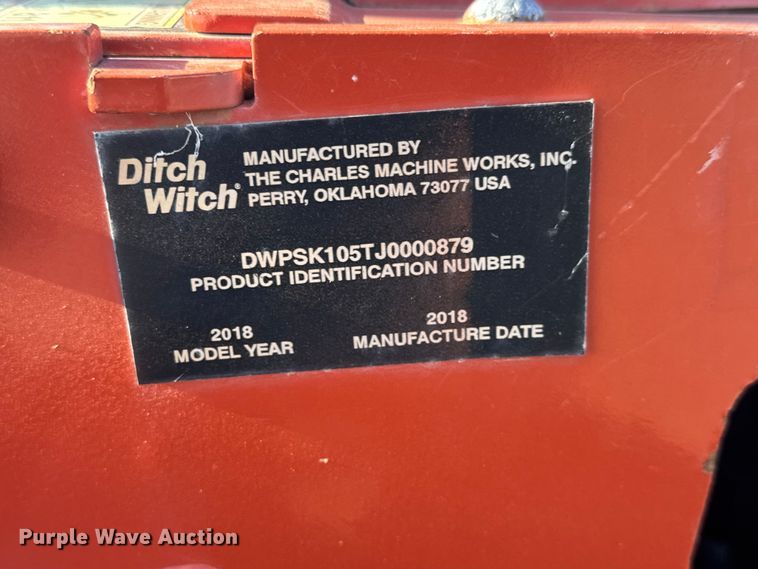 Ditch
Witch®
MANUFACTURED BY
THE CHARLES MACHINE WORKS, INC.
PERRY, OKLAHOMA 73077 USA
DWPSK105TJ0000879
PRODUCT IDENTIFICATION NUMBER
2018
MODEL YEAR
2018
MANUFACTURE DATE
Purple Wave Auction